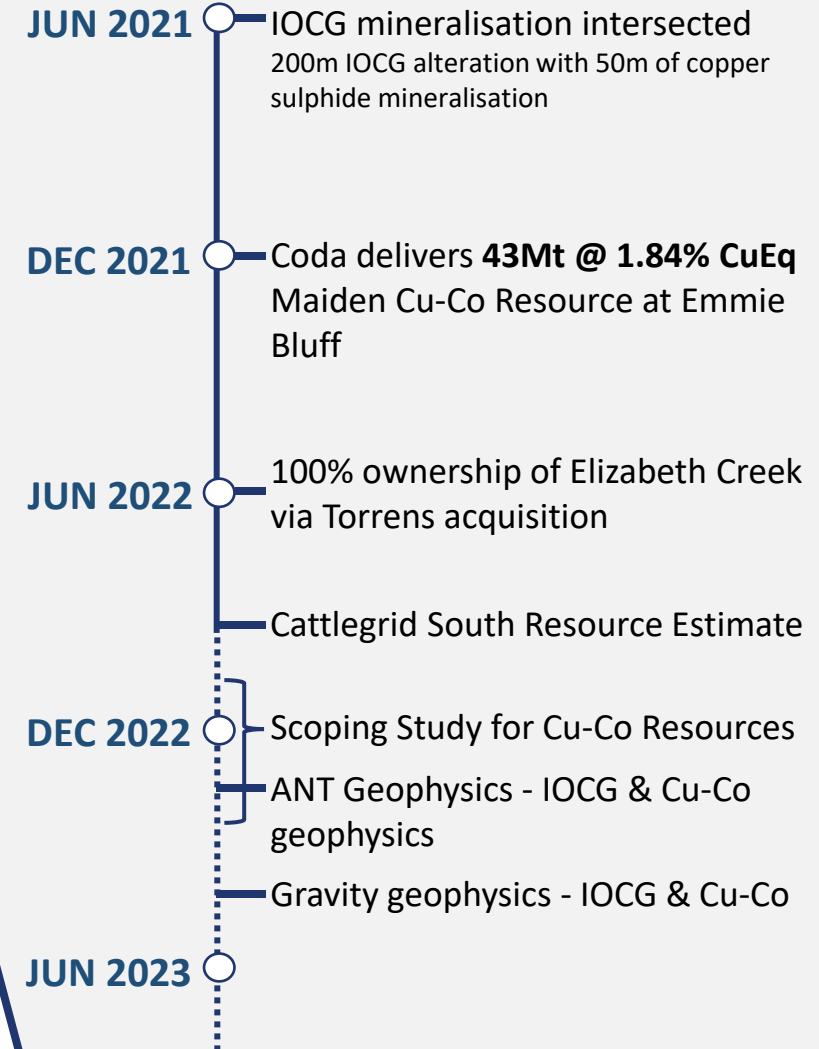 JUN 2021
IOCG mineralisation intersected
200m IOCG alteration with 50m of copper
sulphide mineralisation
DEC 2021
Coda delivers 43Mt @ 1.84% CuEq
Maiden Cu-Co Resource at Emmie
Bluff
JUN 2022
100% ownership of Elizabeth Creek
via Torrens acquisition
Cattlegrid South Resource Estimate
DEC 2022
Scoping Study for Cu-Co Resources
ANT Geophysics - IOCG & Cu-Co
geophysics
Gravity geophysics - IOCG & Cu-Co
JUN 2023